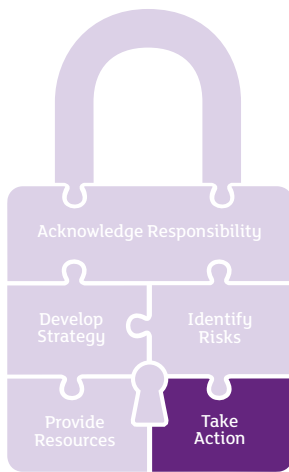 Acknowledge Responsibility
Develop
Strategy
Identify
Risks
Provide
Resources
Take
Action